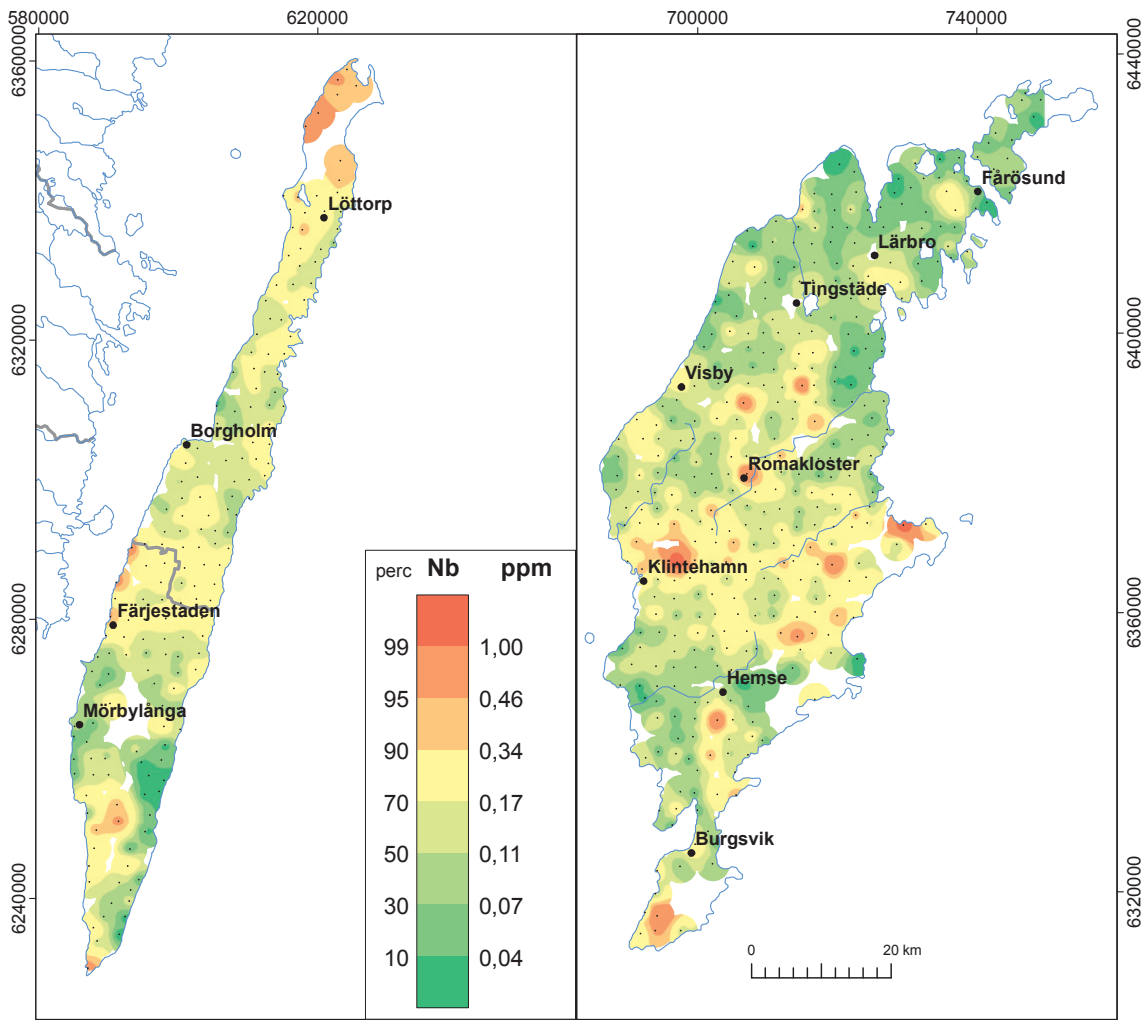 580000
620000
700000
740000
6360000
6320000
6280000
6240000
6440000
6400000
6360000
6320000
Löttorp
Borgholm
Färjestaden
Mörbylånga
Fårösund
Lärbro
Tingstäde
Visby
Romakloster
Klintehamn
Hemse
Burgsvik
perc Nb ppm
99 1,00
95 0,46
90 0,34
70 0,17
50 0,11
30 0,07
10 0,04
0 20 km